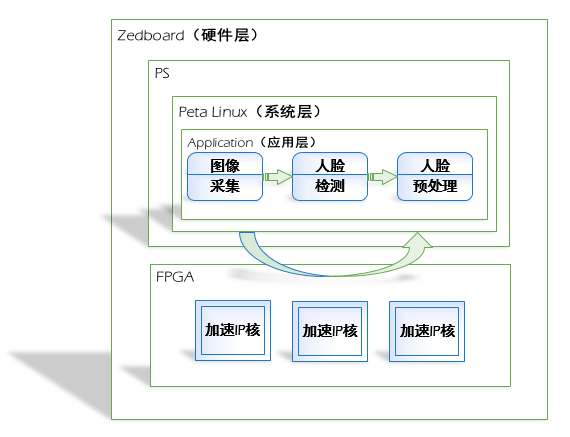 Zedboard（硬件层）
PS
Peta Linux（系统层）
Application（应用层）
图像
采集
人脸
检测
人脸
预处理
FPGA
加速IP核
加速IP核
加速IP核